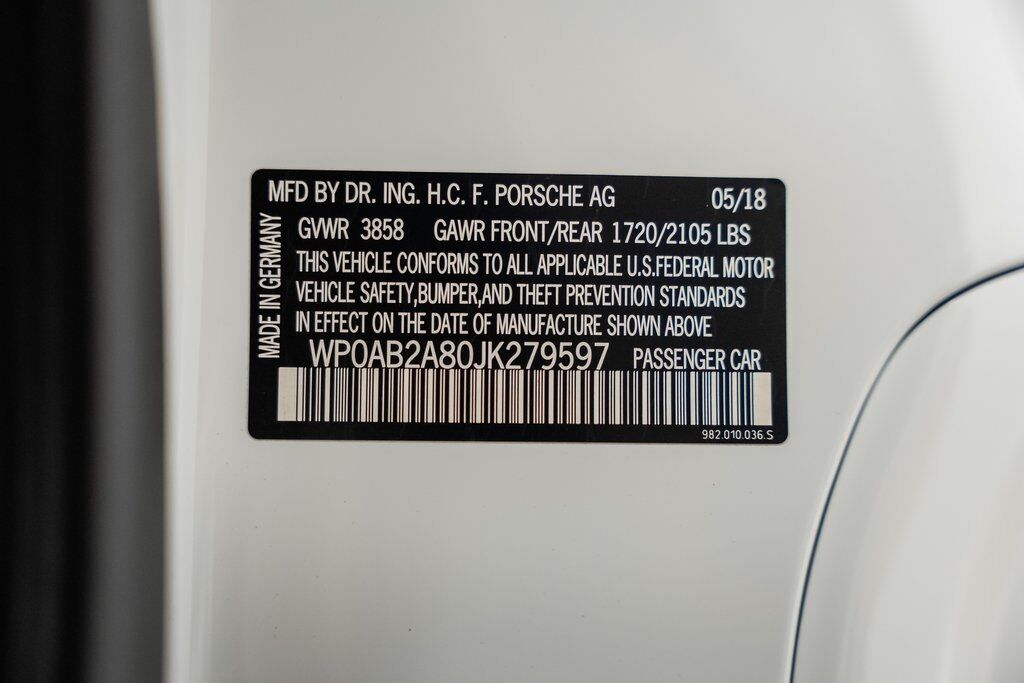 MFD BY DR. ING. H.C. F. PORSCHE AG 05/18
GVWR 3858 GAWR FRONT/REAR 1720/2105 LBS
THIS VEHICLE CONFORMS TO ALL APPLICABLE U.S.FEDERAL MOTOR
VEHICLE SAFETY,BUMPER,AND THEFT PREVENTION STANDARDS
IN EFFECT ON THE DATE OF MANUFACTURE SHOWN ABOVE
WP0AB2A80JK279597 PASSENGER CAR
982.010.036.S
MADE IN GERMANY